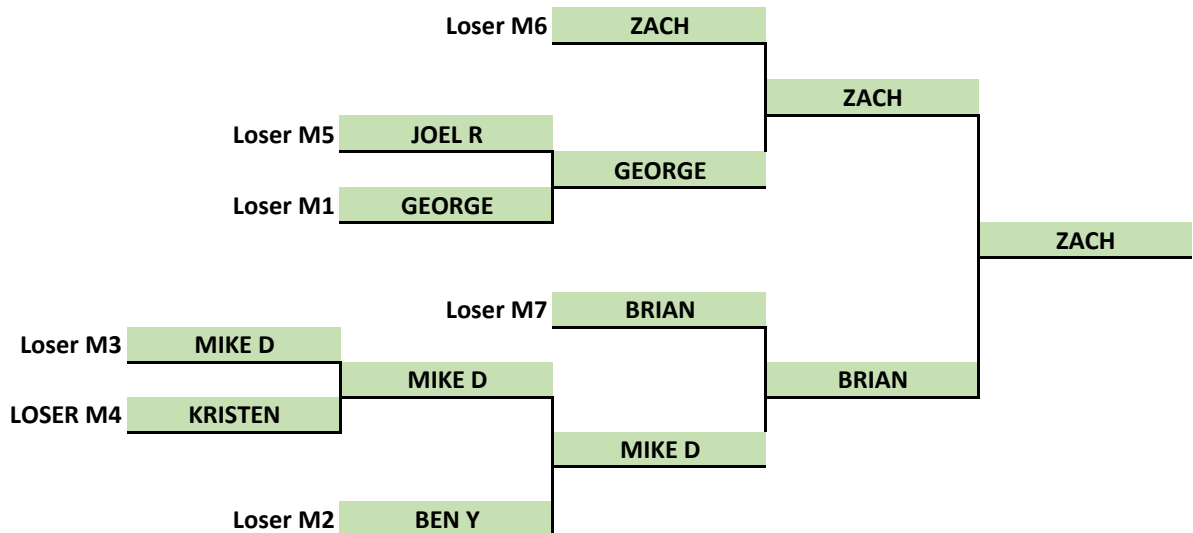 Loser M6 ZACH
ZACH
Loser M5 JOEL R
GEORGE
Loser M1 GEORGE
ZACH
Loser M7 BRIAN
Loser M3 MIKE D
MIKE D BRIAN
LOSER M4 KRISTEN
MIKE D
Loser M2 BEN Y